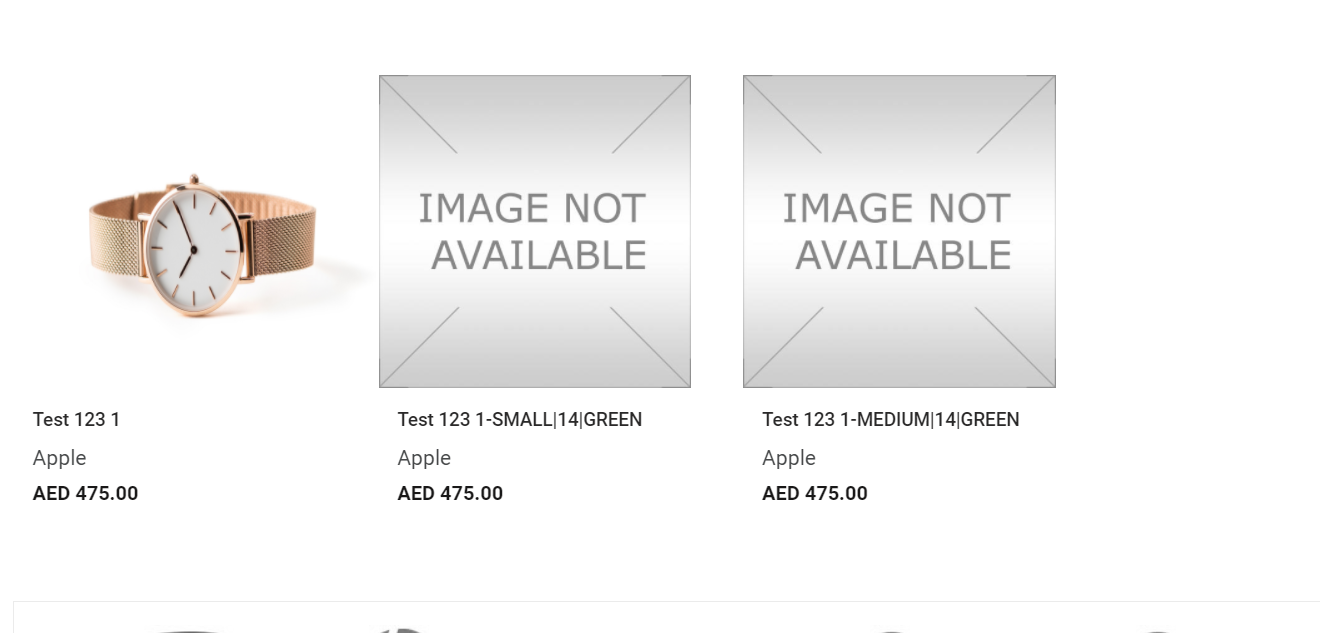 IMAGE NOT
AVAILABLE
IMAGE NOT
AVAILABLE
Test 123 1
Apple
AED 475.00
Test 123 1-SMALL|14|GREEN
Apple
AED 475.00
Test 123 1-MEDIUM|14|GREEN
Apple
AED 475.00